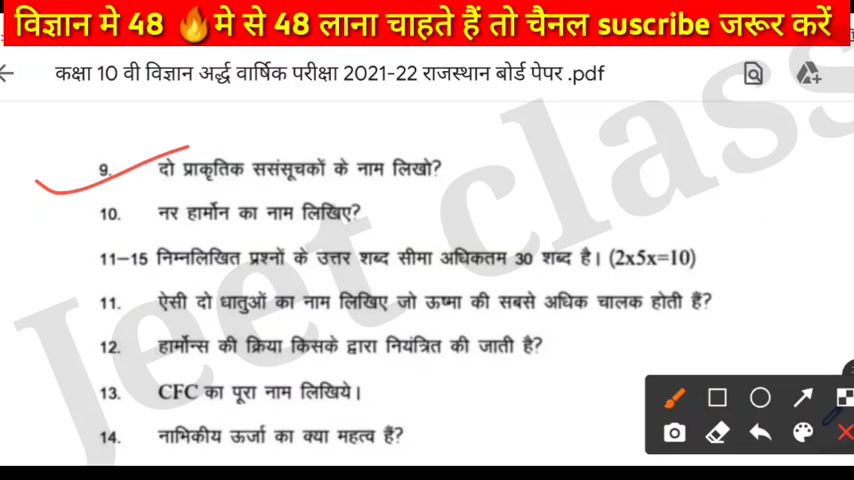 विज्ञान मे 48 🔥मे से 48 लाना चाहते हैं तो चैनल suscribe जरूर करें
कक्षा 10 वी विज्ञान अर्द्ध वार्षिक परीक्षा 2021-22 राजस्थान बोर्ड पेपर .pdf
Jeet class
9. दो प्राकृतिक ससंसूचकों के नाम लिखो?
10. नर हार्मोन का नाम लिखिए?
11–15 निम्नलिखित प्रश्नों के उत्तर शब्द सीमा अधिकतम 30 शब्द है। (2x5x=10)
11. ऐसी दो धातुओं का नाम लिखिए जो ऊष्मा की सबसे अधिक चालक होती हैं?
12. हार्मोन्स की क्रिया किसके द्वारा नियंत्रित की जाती है?
13. CFC का पूरा नाम लिखिये।
14. नाभिकीय ऊर्जा का क्या महत्व हैं?